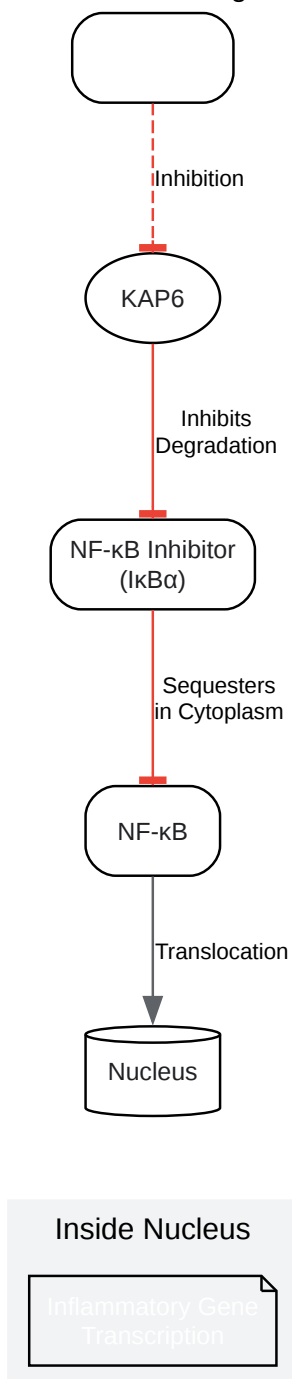 Inhibition
KAP6
Inhibits
Degradation
NF-κB Inhibitor
(IκBα)
Sequesters
in Cytoplasm
NF-κB
Translocation
Nucleus
Inside Nucleus
Inflammatory Gene
Transcription